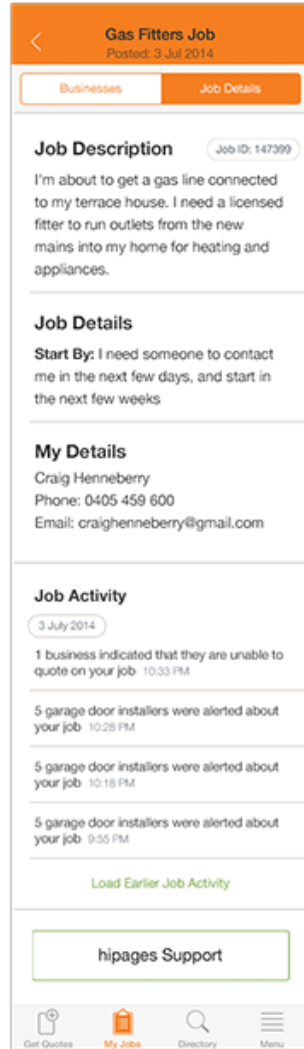 Gas Fitters Job
Posted: 3 Jul 2014
Businesses
Job Details
Job Description
Job ID: 147399
I'm about to get a gas line connected
to my terrace house. I need a licensed
fitter to run outlets from the new
mains into my home for heating and
appliances.
Job Details
Start By: I need someone to contact
me in the next few days, and start in
the next few weeks
My Details
Craig Henneberry
Phone: 0405 459 600
Email: craighenneberry@gmail.com
Job Activity
3 July 2014
1 business indicated that they are unable to
quote on your job 10:33 PM
5 garage door installers were alerted about
your job 10:28 PM
5 garage door installers were alerted about
your job 10:18 PM
5 garage door installers were alerted about
your job 9:55 PM
Load Earlier Job Activity
hipages Support
Get Quotes
My Jobs
Directory
Menu